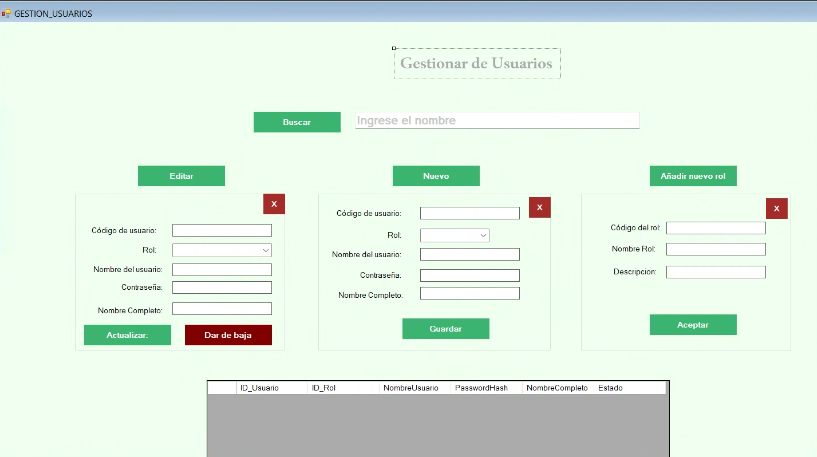 GESTION_USUARIOS
Gestionar de Usuarios
Buscar
Ingrese el nombre
Editar
Nuevo
Añadir nuevo rol
X
Código de usuario:
Rol:
Nombre del usuario:
Contraseña:
Nombre Completo:
Actualizar:
Dar de baja
X
Código de usuario:
Rol:
Nombre del usuario:
Contraseña:
Nombre Completo:
Guardar
X
Código del rol:
Nombre Rol:
Descripcion:
Aceptar
ID_Usuario ID_Rol NombreUsuario PasswordHash NombreCompleto Estado